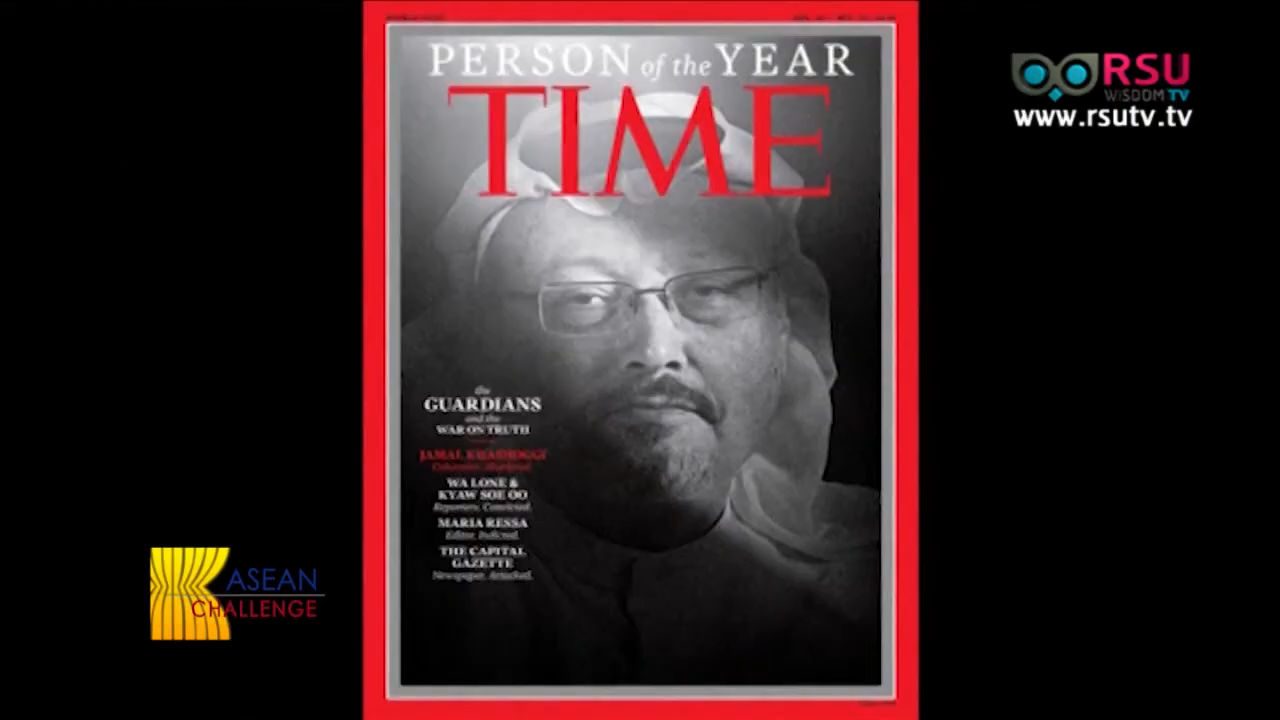 PERSON of the YEAR
TIME
the
GUARDIANS
and the
WAR ON TRUTH
JAMAL KHASHOGGI
Columnist. Murdered.
WA LONE &
KYAW SOE OO
Reporters. Convicted.
MARIA RESSA
Editor. Indicted.
THE CAPITAL
GAZETTE
Newspaper. Attacked.
RSU
WiSDOM TV
www.rsutv.tv
ASEAN
CHALLENGE